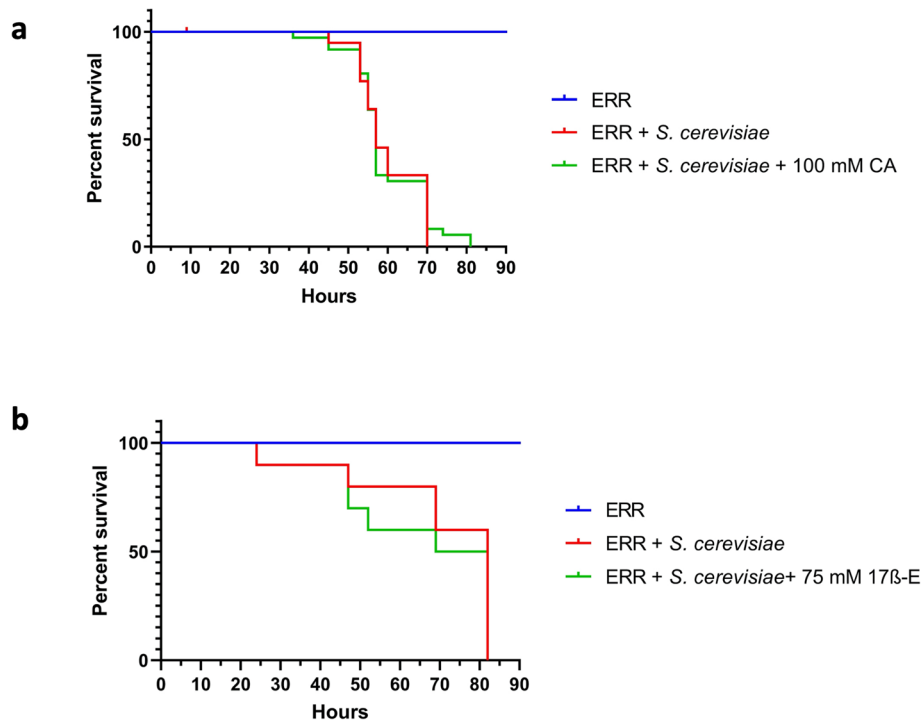 a
Percent survival
100
50
0
0 10 20 30 40 50 60 70 80 90
Hours
ERR
ERR + S. cerevisiae
ERR + S. cerevisiae + 100 mM CA
b
Percent survival
100
50
0
0 10 20 30 40 50 60 70 80 90
Hours
ERR
ERR + S. cerevisiae
ERR + S. cerevisiae+ 75 mM 17ß-E